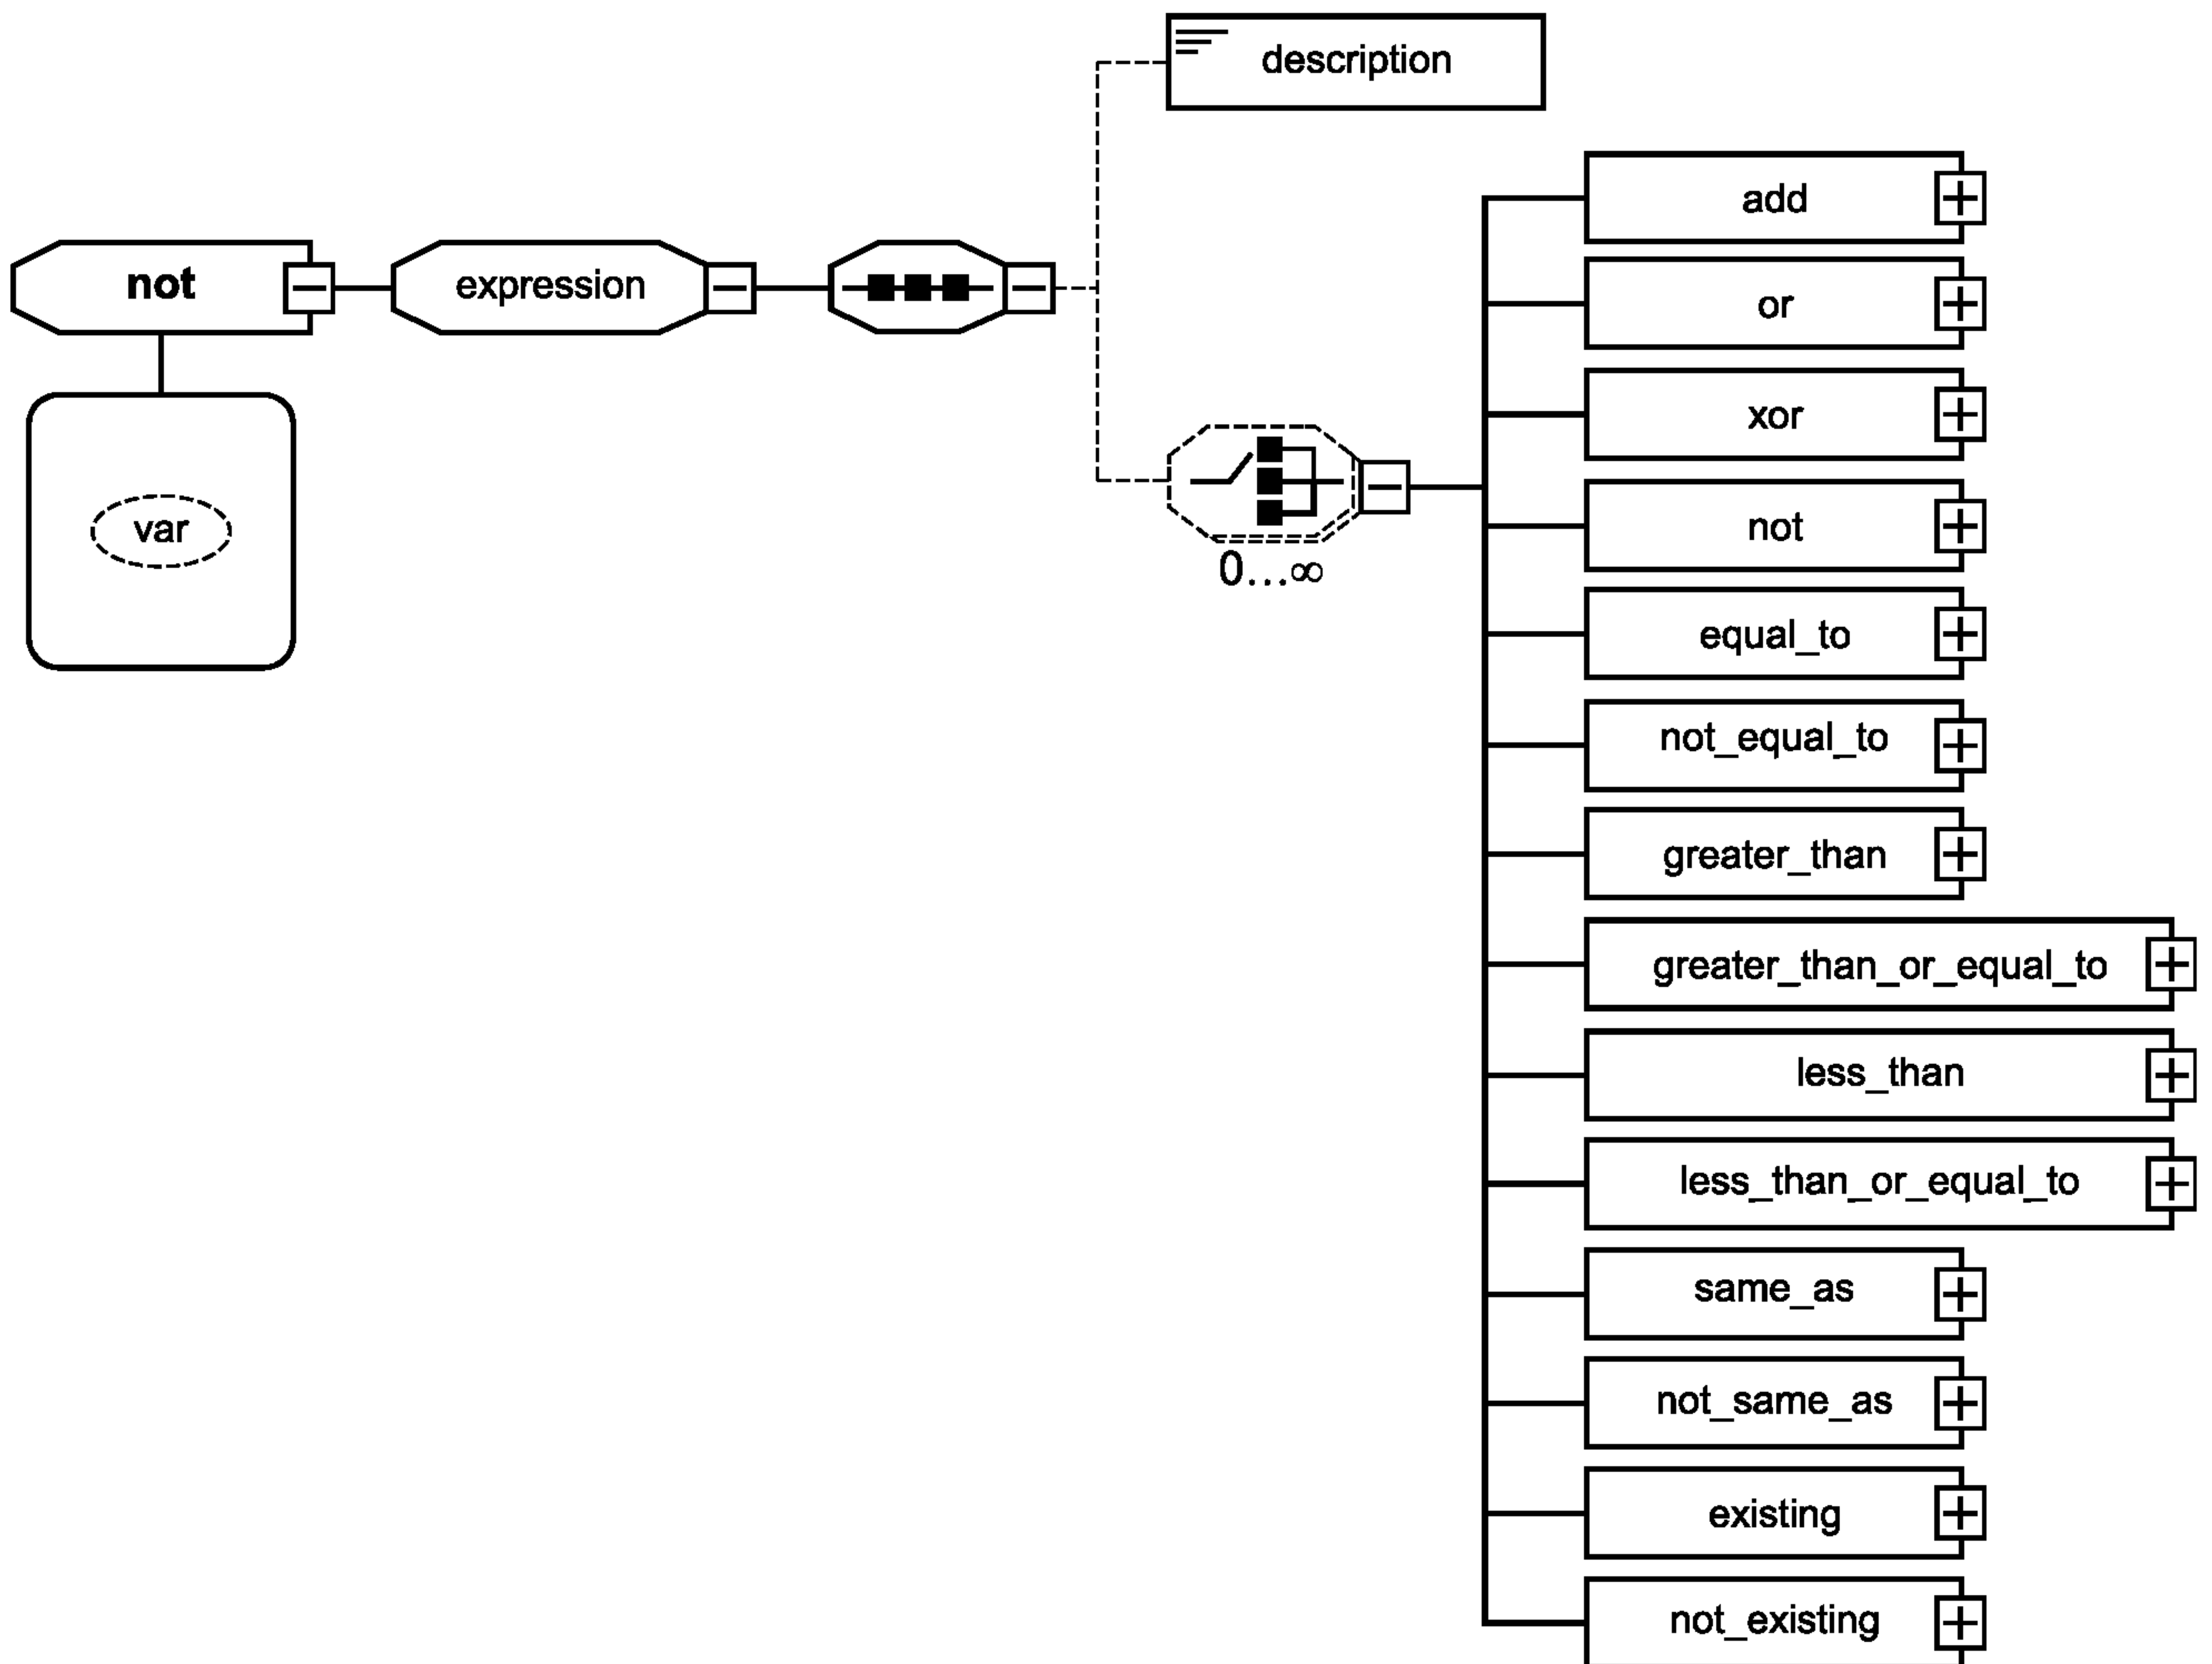 description
add
or
not
expression
xor
var
not
0...∞
equal_to
not_equal_to
greater_than
greater_than_or_equal_to
less_than
less_than_or_equal_to
same_as
not_same_as
existing
not_existing